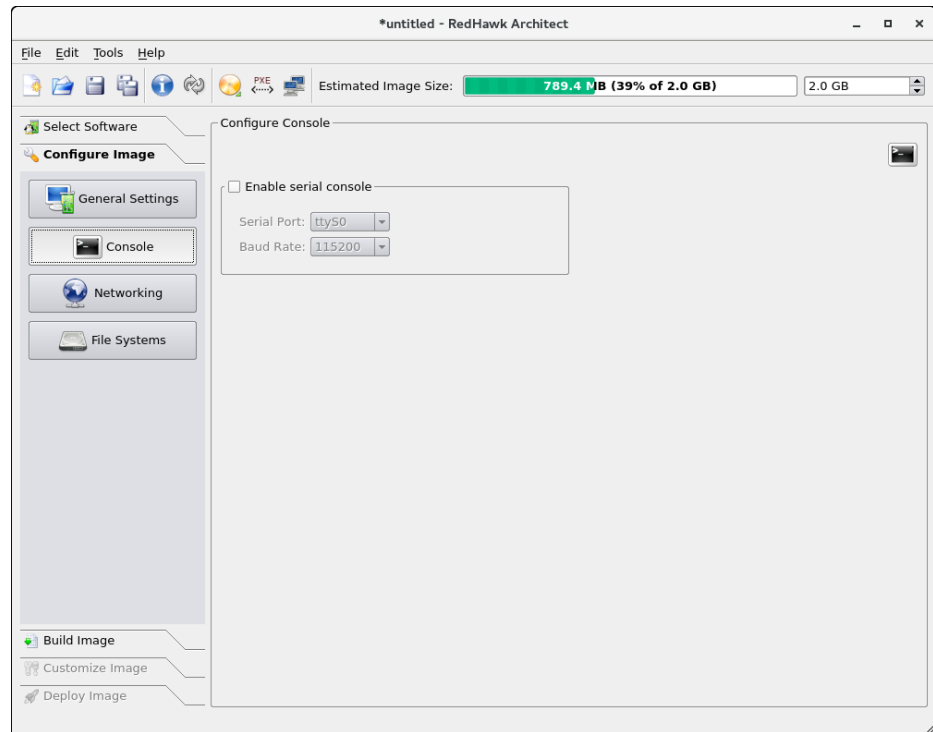 *untitled - RedHawk Architect
File Edit Tools Help
PXE
Estimated Image Size: 789.4 MB (39% of 2.0 GB) 2.0 GB
Select Software
Configure Image
General Settings
Console
Networking
File Systems
Build Image
Customize Image
Deploy Image
Configure Console
Enable serial console
Serial Port: ttyS0
Baud Rate: 115200